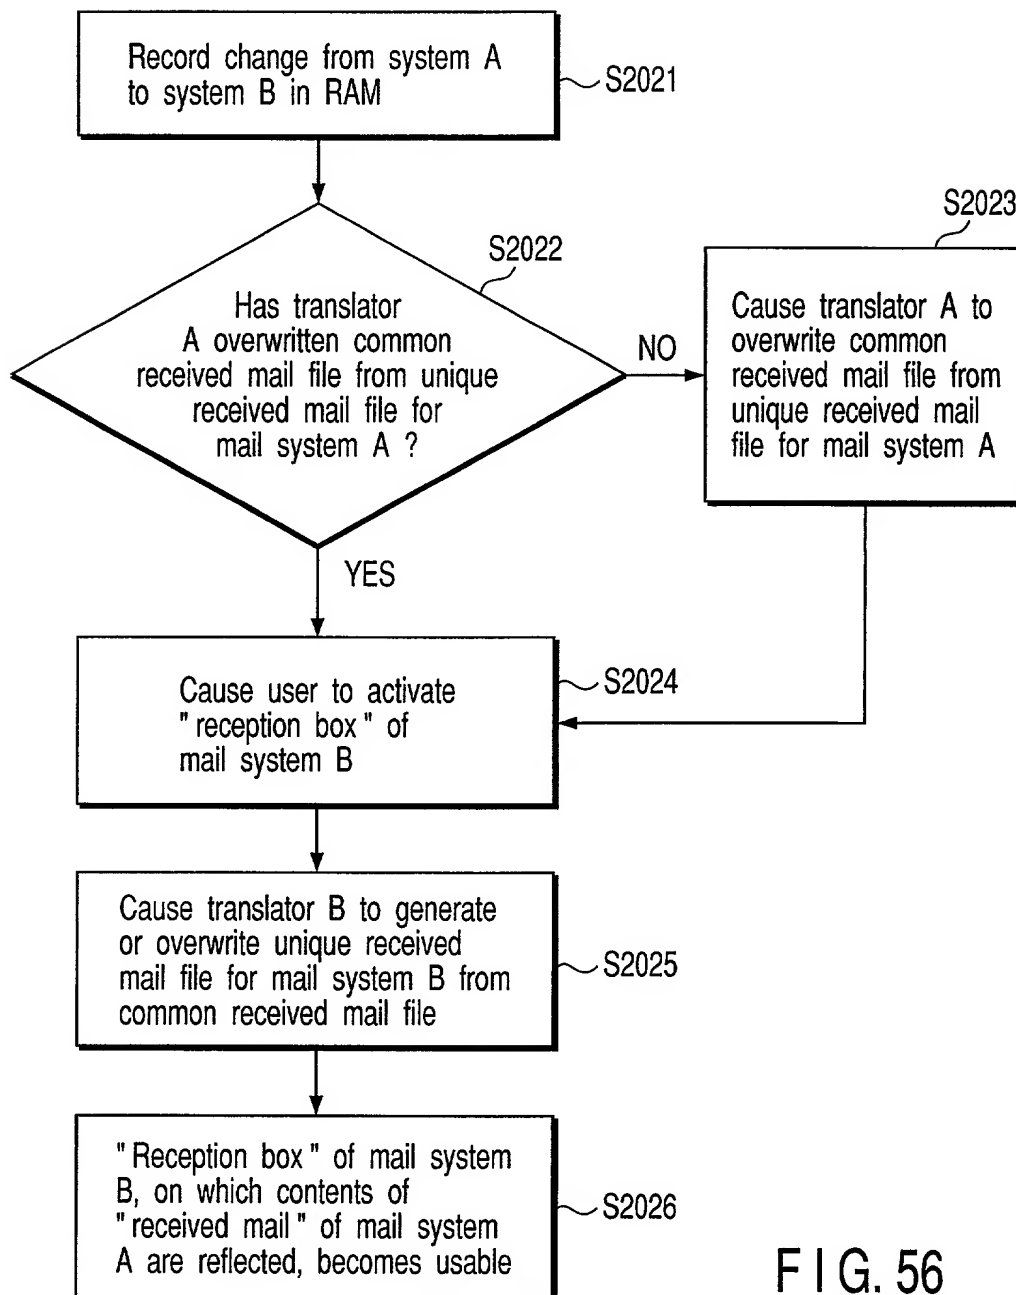 Record change from system A
to system B in RAM
S2021
S2022
Has translator
A overwritten common
received mail file from unique
received mail file for
mail system A ?
NO
S2023
Cause translator A to
overwrite common
received mail file from
unique received mail
file for mail system A
YES
Cause user to activate
"reception box" of
mail system B
S2024
Cause translator B to generate
or overwrite unique received
mail file for mail system B from
common received mail file
S2025
"Reception box" of mail system
B, on which contents of
"received mail" of mail system
A are reflected, becomes usable
S2026
FIG. 56